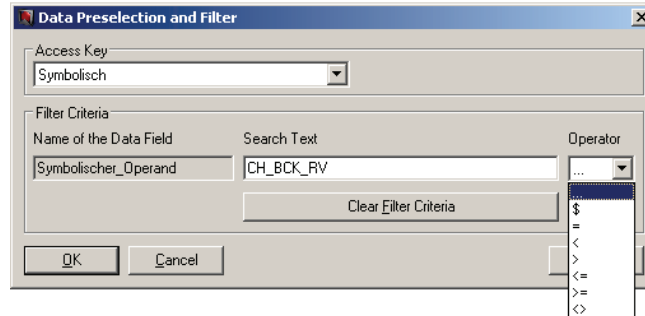 Data Preselection and Filter
Access Key
Symbolisch
Filter Criteria
Name of the Data Field Search Text Operator
Symbolischer_Operand CH_BCK_RV ...
Clear Filter Criteria
...
$
=
<
>
<=
>=
<>
OK Cancel